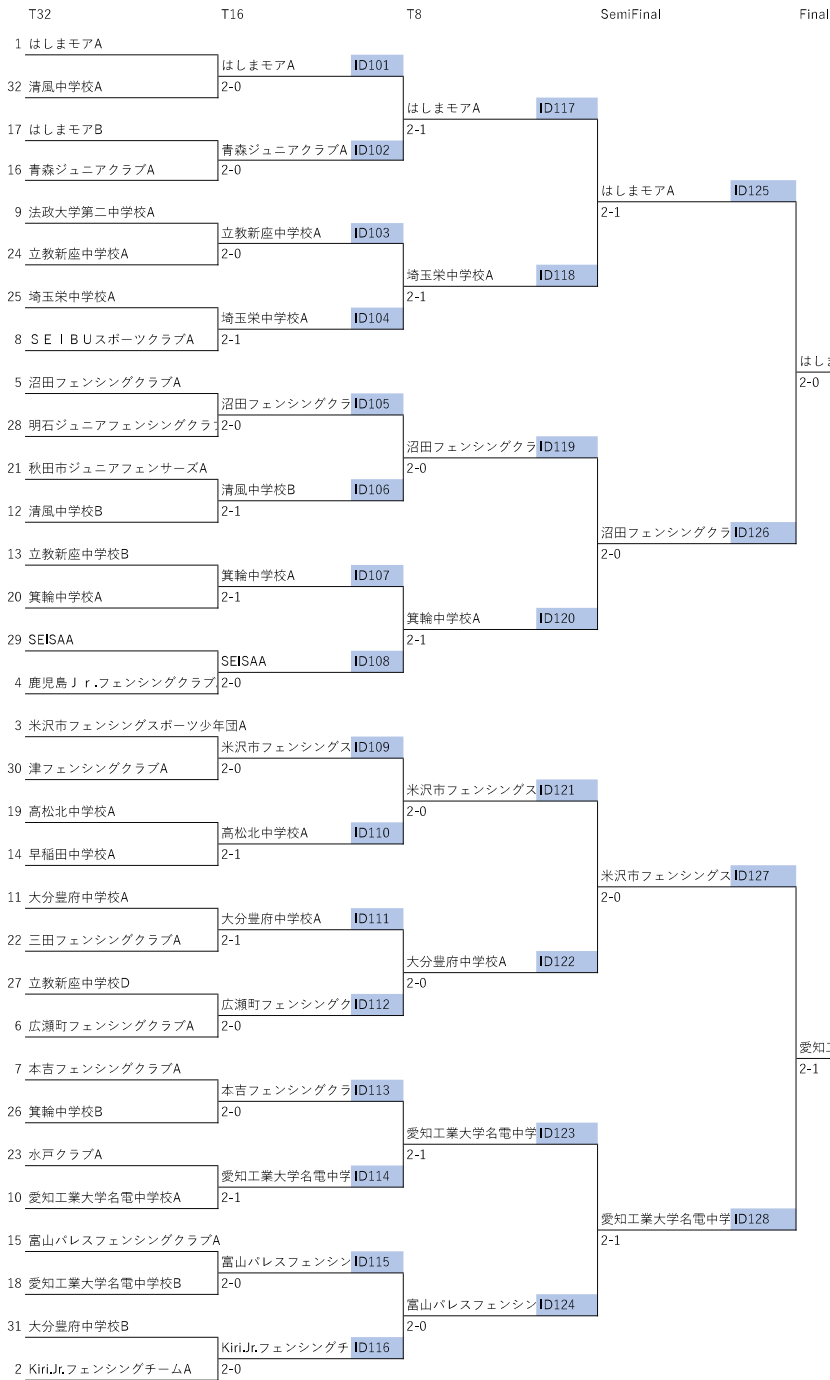 T32 T16 T8 SemiFinal Final
1 はしまモアA
はしまモアA ID101
32 清風中学校A 2-0
はしまモアA ID117
17 はしまモアB 2-1
青森ジュニアクラブA ID102
16 青森ジュニアクラブA 2-0
はしまモアA ID125
9 法政大学第二中学校A 2-1
立教新座中学校A ID103
24 立教新座中学校A 2-0
埼玉栄中学校A ID118
25 埼玉栄中学校A 2-1
埼玉栄中学校A ID104
8 ＳＥＩＢＵスポーツクラブA 2-1
はしま
5 沼田フェンシングクラブA 2-0
沼田フェンシングクラ ID105
28 明石ジュニアフェンシングクラブ 2-0
沼田フェンシングクラ ID119
21 秋田市ジュニアフェンサーズA 2-0
清風中学校B ID106
12 清風中学校B 2-1
沼田フェンシングクラ ID126
13 立教新座中学校B 2-0
箕輪中学校A ID107
20 箕輪中学校A 2-1
箕輪中学校A ID120
29 SEISAA 2-1
SEISAA ID108
4 鹿児島Ｊｒ.フェンシングクラブ 2-0
3 米沢市フェンシングスポーツ少年団A
米沢市フェンシングス ID109
30 津フェンシングクラブA 2-0
米沢市フェンシングス ID121
19 高松北中学校A 2-0
高松北中学校A ID110
14 早稲田中学校A 2-1
米沢市フェンシングス ID127
11 大分豊府中学校A 2-0
大分豊府中学校A ID111
22 三田フェンシングクラブA 2-1
大分豊府中学校A ID122
27 立教新座中学校D 2-0
広瀬町フェンシングク ID112
6 広瀬町フェンシングクラブA 2-0
愛知工
7 本吉フェンシングクラブA 2-1
本吉フェンシングクラ ID113
26 箕輪中学校B 2-0
愛知工業大学名電中学 ID123
23 水戸クラブA 2-1
愛知工業大学名電中学 ID114
10 愛知工業大学名電中学校A 2-1
愛知工業大学名電中学 ID128
15 富山パレスフェンシングクラブA 2-1
富山パレスフェンシン ID115
18 愛知工業大学名電中学校B 2-0
富山パレスフェンシン ID124
31 大分豊府中学校B 2-0
Kiri.Jr.フェンシングチ ID116
2 Kiri.Jr.フェンシングチームA 2-0